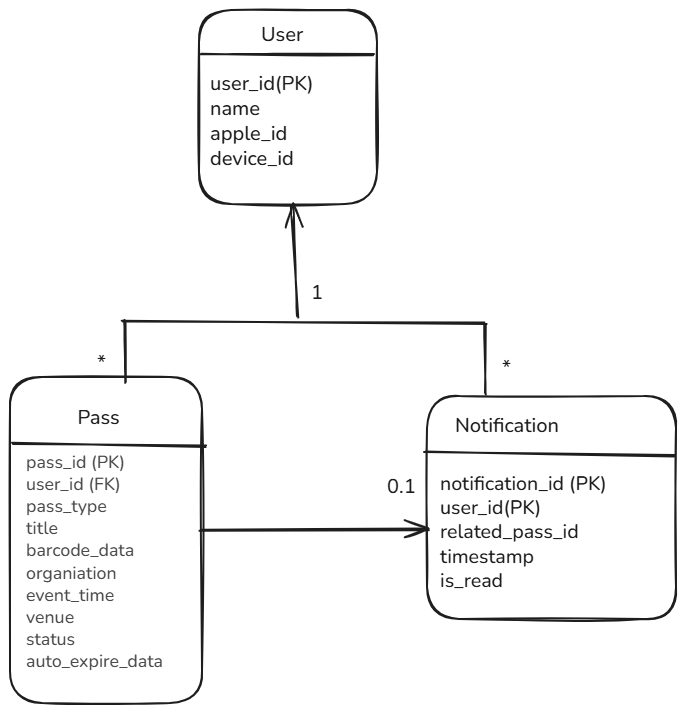 User
user_id(PK)
name
apple_id
device_id
1
*
*
Pass
pass_id (PK)
user_id (FK)
pass_type
title
barcode_data
organiation
event_time
venue
status
auto_expire_data
0.1
Notification
notification_id (PK)
user_id(PK)
related_pass_id
timestamp
is_read